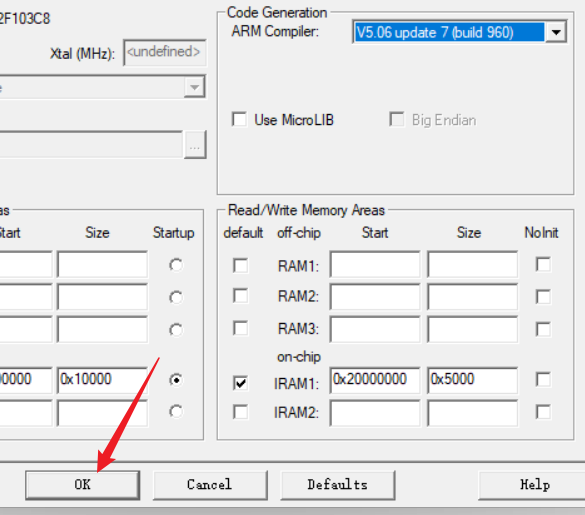 2F103C8
Xtal (MHz): <undefined>
e
...
Code Generation
ARM Compiler: V5.06 update 7 (build 960)
Use MicroLIB Big Endian
as
Start Size Startup
00000 0x10000
Read/Write Memory Areas
default off-chip Start Size NoInit
RAM1:
RAM2:
RAM3:
on-chip
IRAM1: 0x20000000 0x5000
IRAM2:
OK Cancel Defaults Help